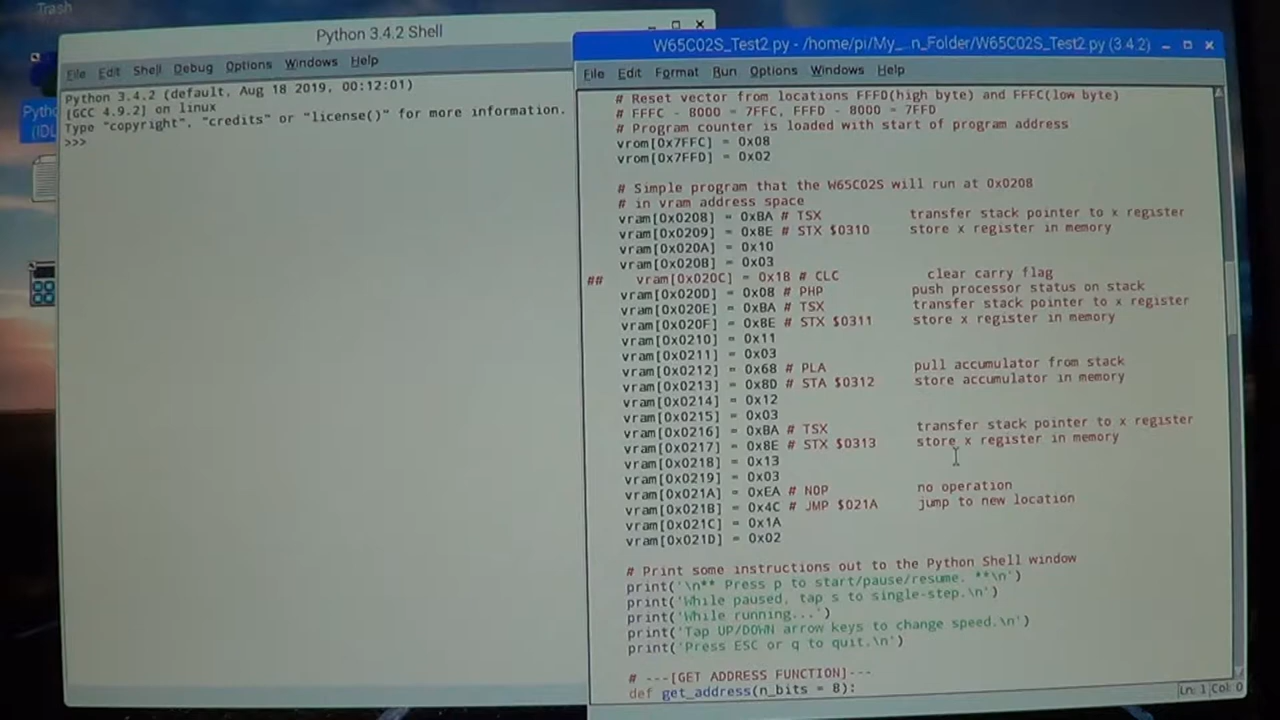 Trash
Python 3.4.2 Shell
File Edit Shell Debug Options Windows Help
Python 3.4.2 (default, Aug 18 2019, 00:12:01)
[GCC 4.9.2] on linux
Type "copyright", "credits" or "license()" for more information.
>>>
Pytho
(IDL
W65C02S_Test2.py - /home/pi/My_..n_Folder/W65C02S_Test2.py (3.4.2)
File Edit Format Run Options Windows Help
# Reset vector from locations FFFD(high byte) and FFFC(low byte)
# FFFC - 8000 = 7FFC, FFFD - 8000 = 7FFD
# Program counter is loaded with start of program address
vrom[0x7FFC] = 0x08
vrom[0x7FFD] = 0x02
# Simple program that the W65C02S will run at 0x0208
# in vram address space
vram[0x0208] = 0xBA # TSX transfer stack pointer to x register
vram[0x0209] = 0x8E # STX $0310 store x register in memory
vram[0x020A] = 0x10
vram[0x020B] = 0x03
## vram[0x020C] = 0x18 # CLC clear carry flag
vram[0x020D] = 0x08 # PHP push processor status on stack
vram[0x020E] = 0xBA # TSX transfer stack pointer to x register
vram[0x020F] = 0x8E # STX $0311 store x register in memory
vram[0x0210] = 0x11
vram[0x0211] = 0x03
vram[0x0212] = 0x68 # PLA pull accumulator from stack
vram[0x0213] = 0x8D # STA $0312 store accumulator in memory
vram[0x0214] = 0x12
vram[0x0215] = 0x03
vram[0x0216] = 0xBA # TSX transfer stack pointer to x register
vram[0x0217] = 0x8E # STX $0313 store x register in memory
vram[0x0218] = 0x13
vram[0x0219] = 0x03
vram[0x021A] = 0xEA # NOP no operation
vram[0x021B] = 0x4C # JMP $021A jump to new location
vram[0x021C] = 0x1A
vram[0x021D] = 0x02
# Print some instructions out to the Python Shell window
print('\n** Press p to start/pause/resume. **\n')
print('While paused, tap s to single-step.\n')
print('While running...')
print('Tap UP/DOWN arrow keys to change speed.\n')
print('Press ESC or q to quit.\n')
# ---[GET ADDRESS FUNCTION]---
def get_address(n_bits = 8):
Ln: 1 Col: 0